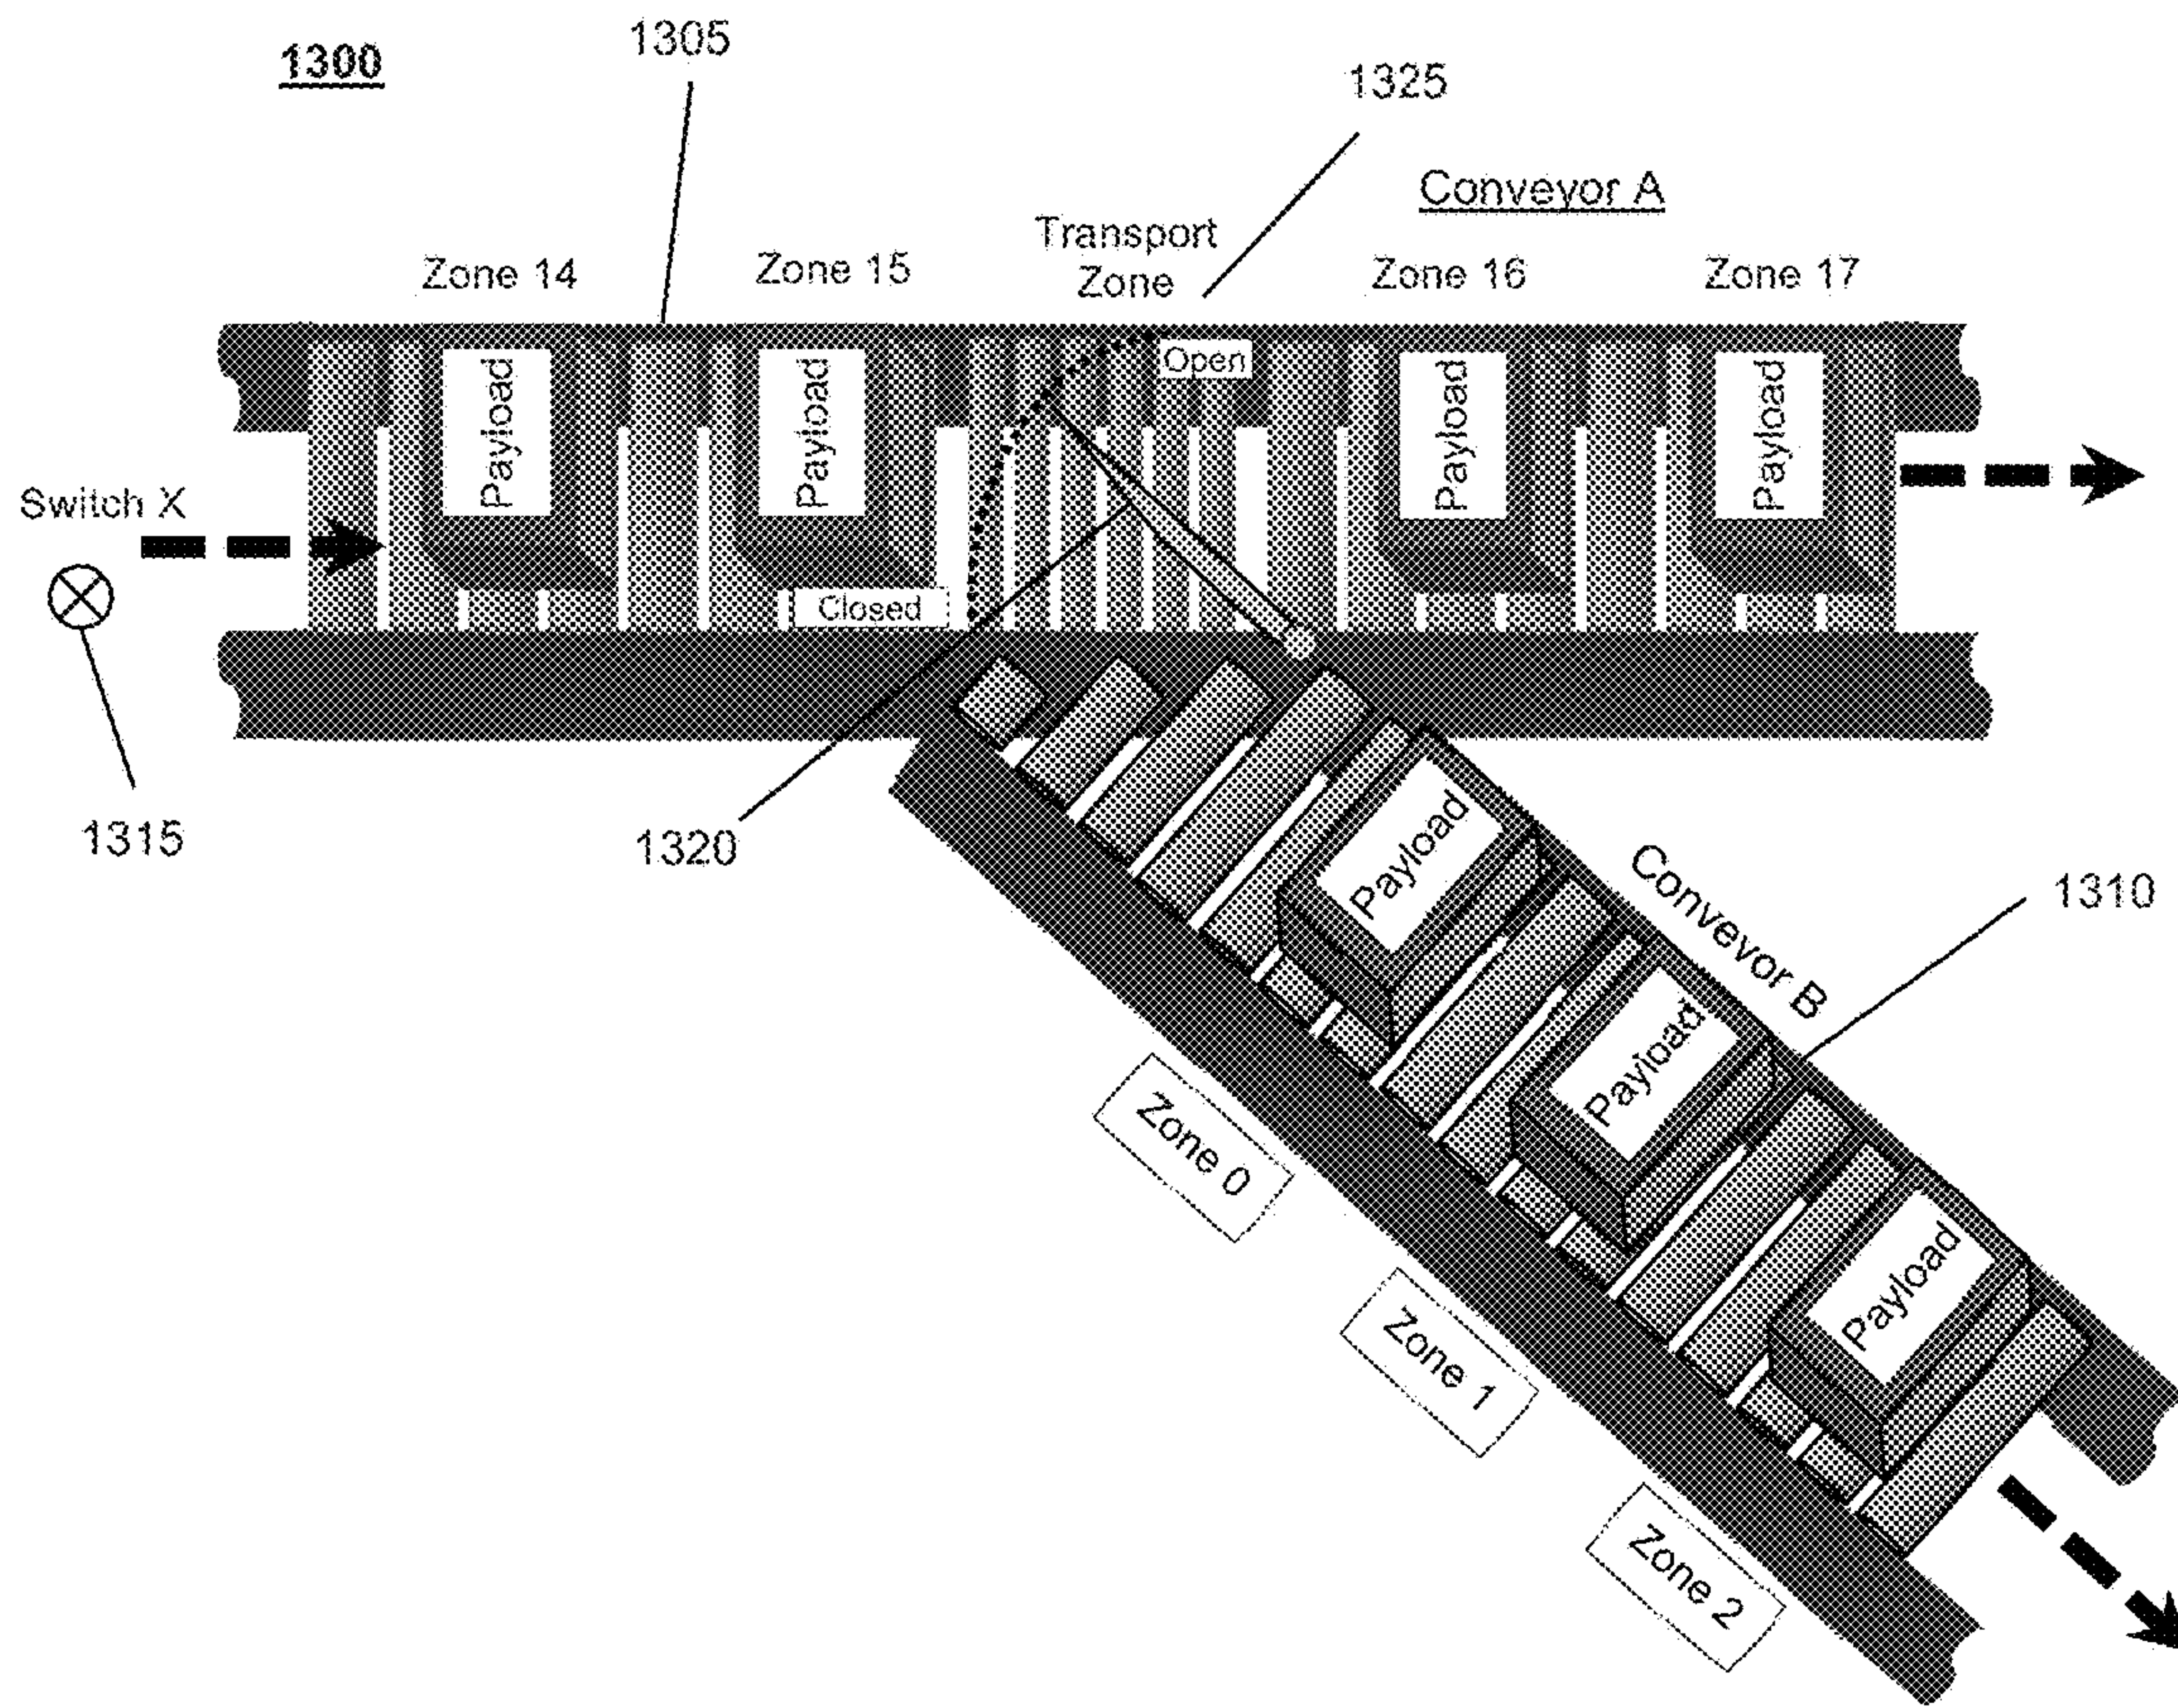 1300
1305
1325
Conveyor A
Transport
Zone
Zone 14
Zone 15
Zone 16
Zone 17
Open
Payload
Payload
Payload
Payload
Switch X
Closed
1315
1320
Payload
Conveyor B
1310
Payload
Zone 0
Payload
Zone 1
Zone 2